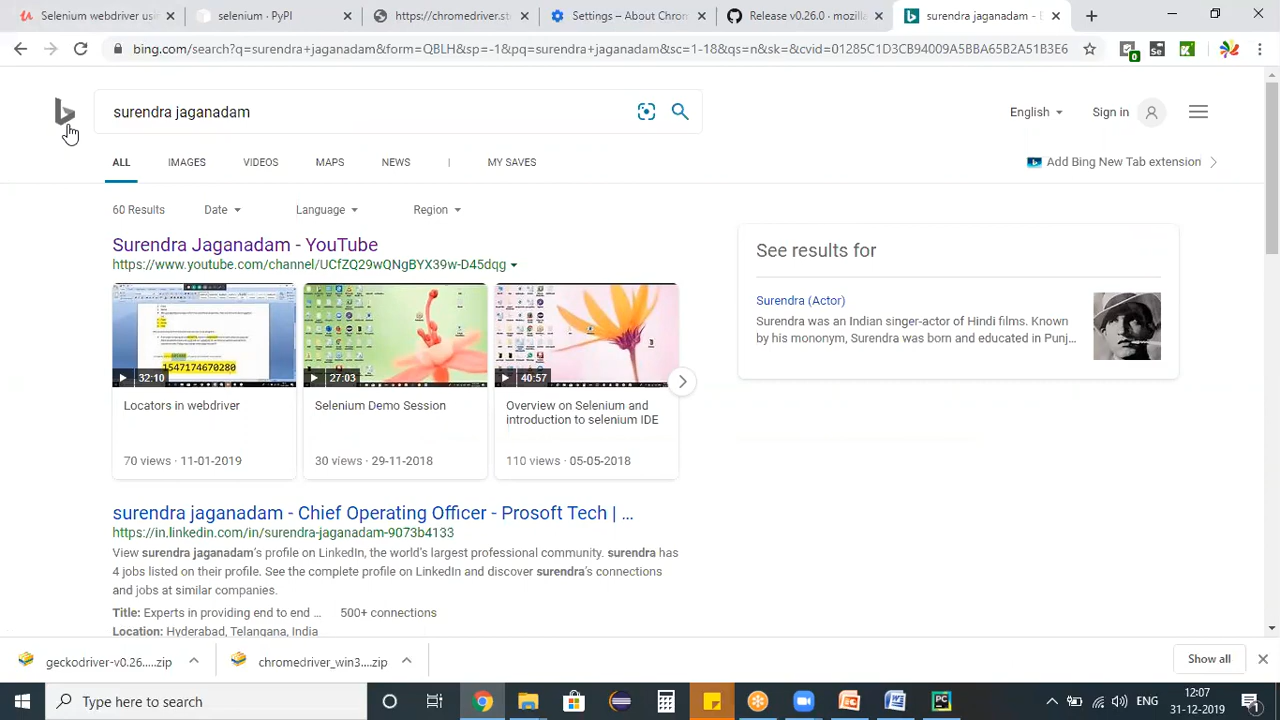 Selenium webdriver usin
selenium · PyPI
https://chromedriver.st
Settings – About Chrom
Release v0.26.0 · mozilla
surendra jaganadam - B
bing.com/search?q=surendra+jaganadam&form=QBLH&sp=-1&pq=surendra+jaganadam&sc=1-18&qs=n&sk=&cvid=01285C1D3CB94009A5BBA65B2A51B3E6
0
Se
K
surendra jaganadam
English
Sign in
ALL
IMAGES
VIDEOS
MAPS
NEWS
|
MY SAVES
Add Bing New Tab extension
60 Results
Date
Language
Region
Surendra Jaganadam - YouTube
https://www.youtube.com/channel/UCfZQ29wQNgBYX39w-D45dqg
See results for
Surendra (Actor)
Surendra was an Indian singer-actor of Hindi films. Known
by his mononym, Surendra was born and educated in Punj...
1547174670280
32:10
27:03
40:57
Locators in webdriver
70 views · 11-01-2019
Selenium Demo Session
30 views · 29-11-2018
Overview on Selenium and
introduction to selenium IDE
110 views · 05-05-2018
surendra jaganadam - Chief Operating Officer - Prosoft Tech | ...
https://in.linkedin.com/in/surendra-jaganadam-9073b4133
View surendra jaganadam's profile on LinkedIn, the world's largest professional community. surendra has
4 jobs listed on their profile. See the complete profile on LinkedIn and discover surendra's connections
and jobs at similar companies.
Title: Experts in providing end to end ...
500+ connections
Location: Hyderabad, Telangana, India
geckodriver-v0.26.....zip
chromedriver_win3....zip
Show all
Type here to search
ENG
12:07
31-12-2019
1